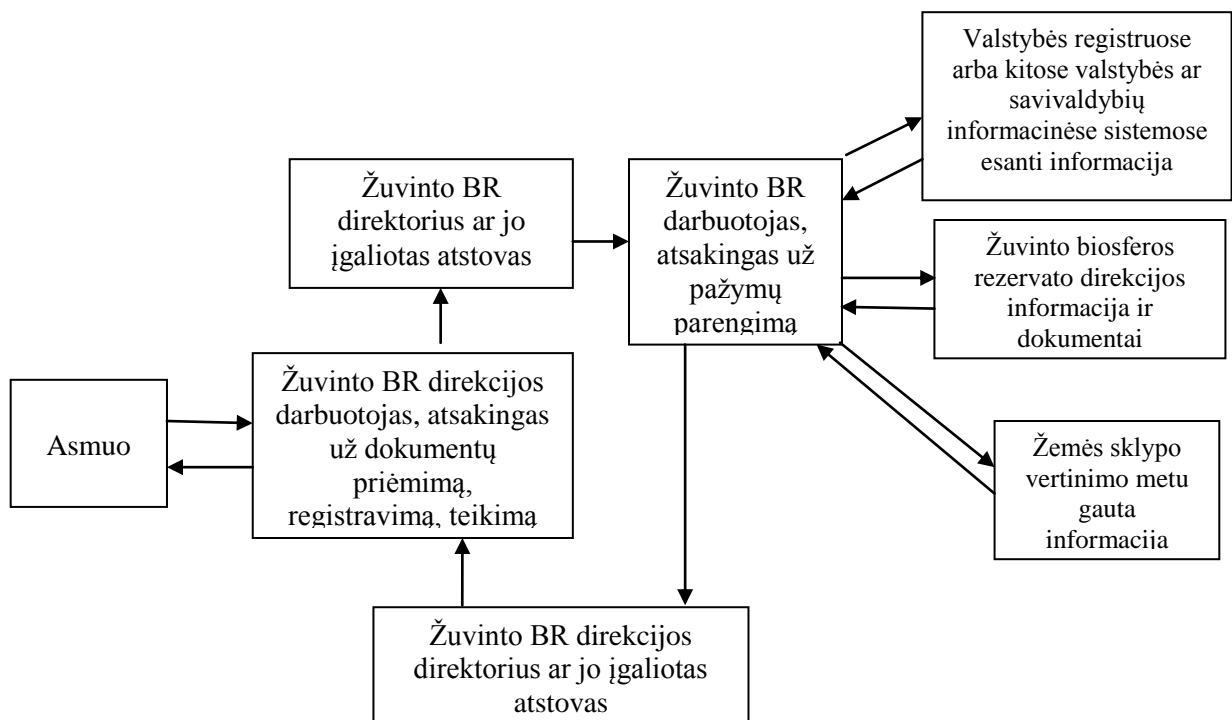 Valstybės registruose
arba kitose valstybės ar
savivaldybių
informacinėse sistemose
esanti informacija
Žuvinto BR
direktorius ar jo
įgaliotas atstovas
Žuvinto BR
darbuotojas,
atsakingas už
pažymų
parengimą
Žuvinto biosferos
rezervato direkcijos
informacija ir
dokumentai
Asmuo
Žuvinto BR direkcijos
darbuotojas, atsakingas
už dokumentų
priėmimą,
registravimą, teikimą
Žemės sklypo
vertinimo metu
gauta
informacija
Žuvinto BR direkcijos
direktorius ar jo įgaliotas
atstovas